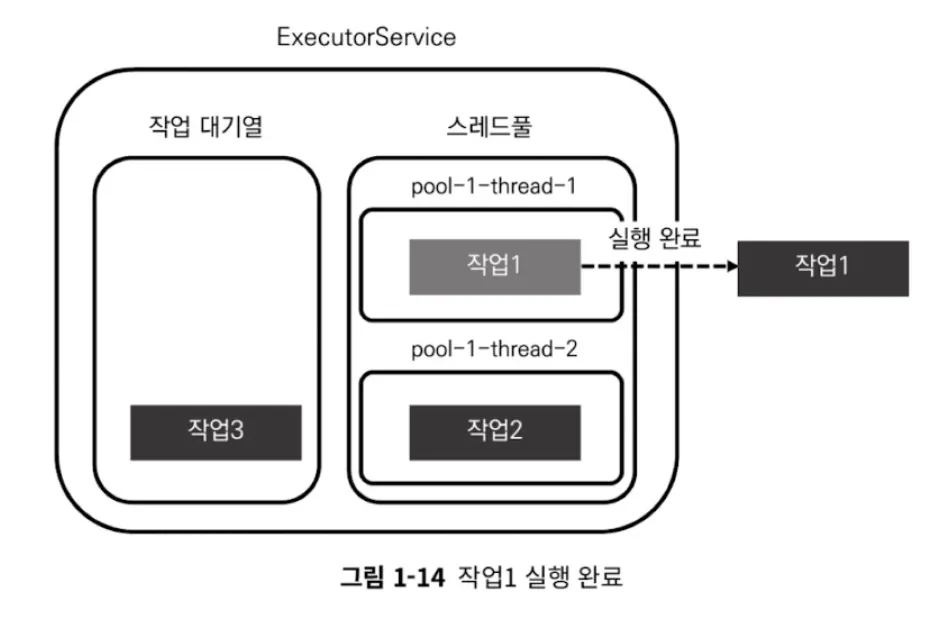 ExecutorService
작업 대기열
스레드풀
pool-1-thread-1
작업1
실행 완료
작업1
pool-1-thread-2
작업3
작업2
그림 1-14 작업1 실행 완료